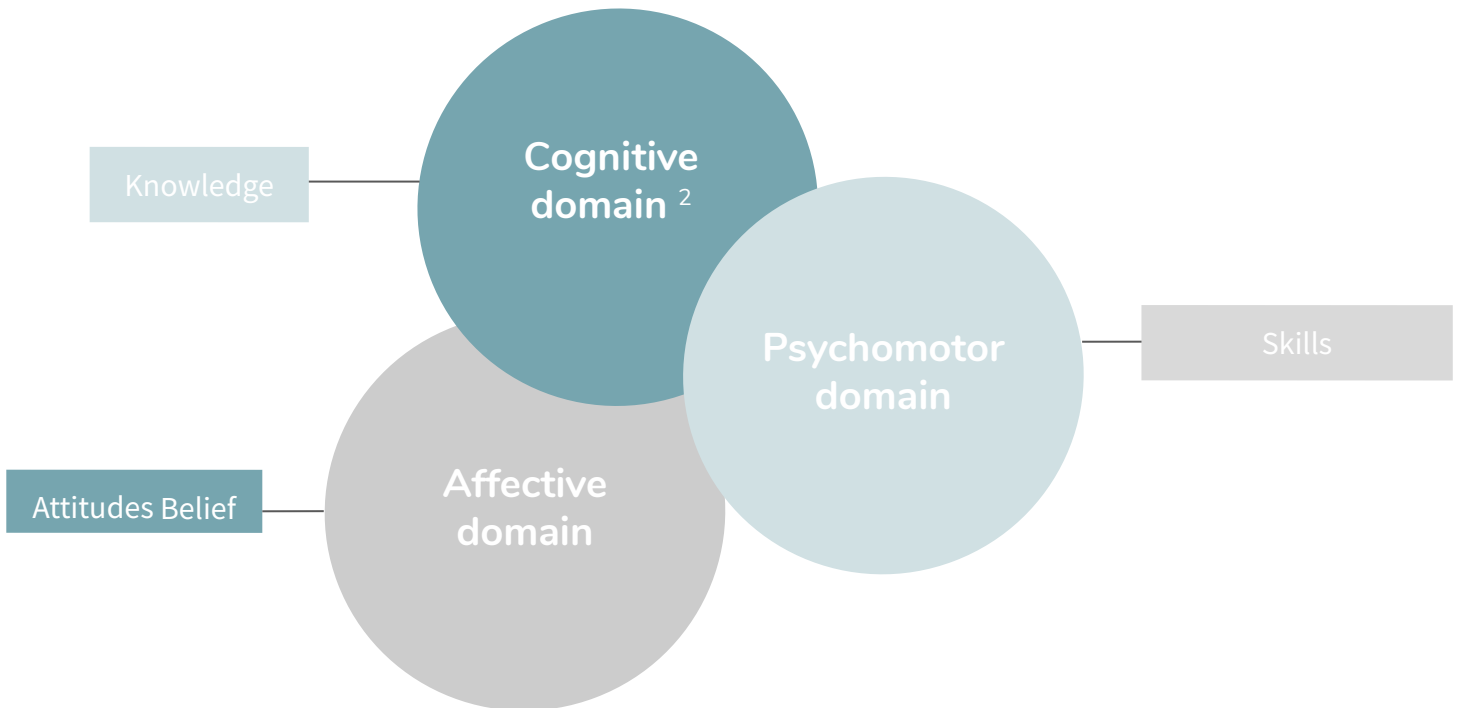 Cognitive
domain 2
Knowledge
Psychomotor
domain
Skills
Affective
domain
Attitudes Belief